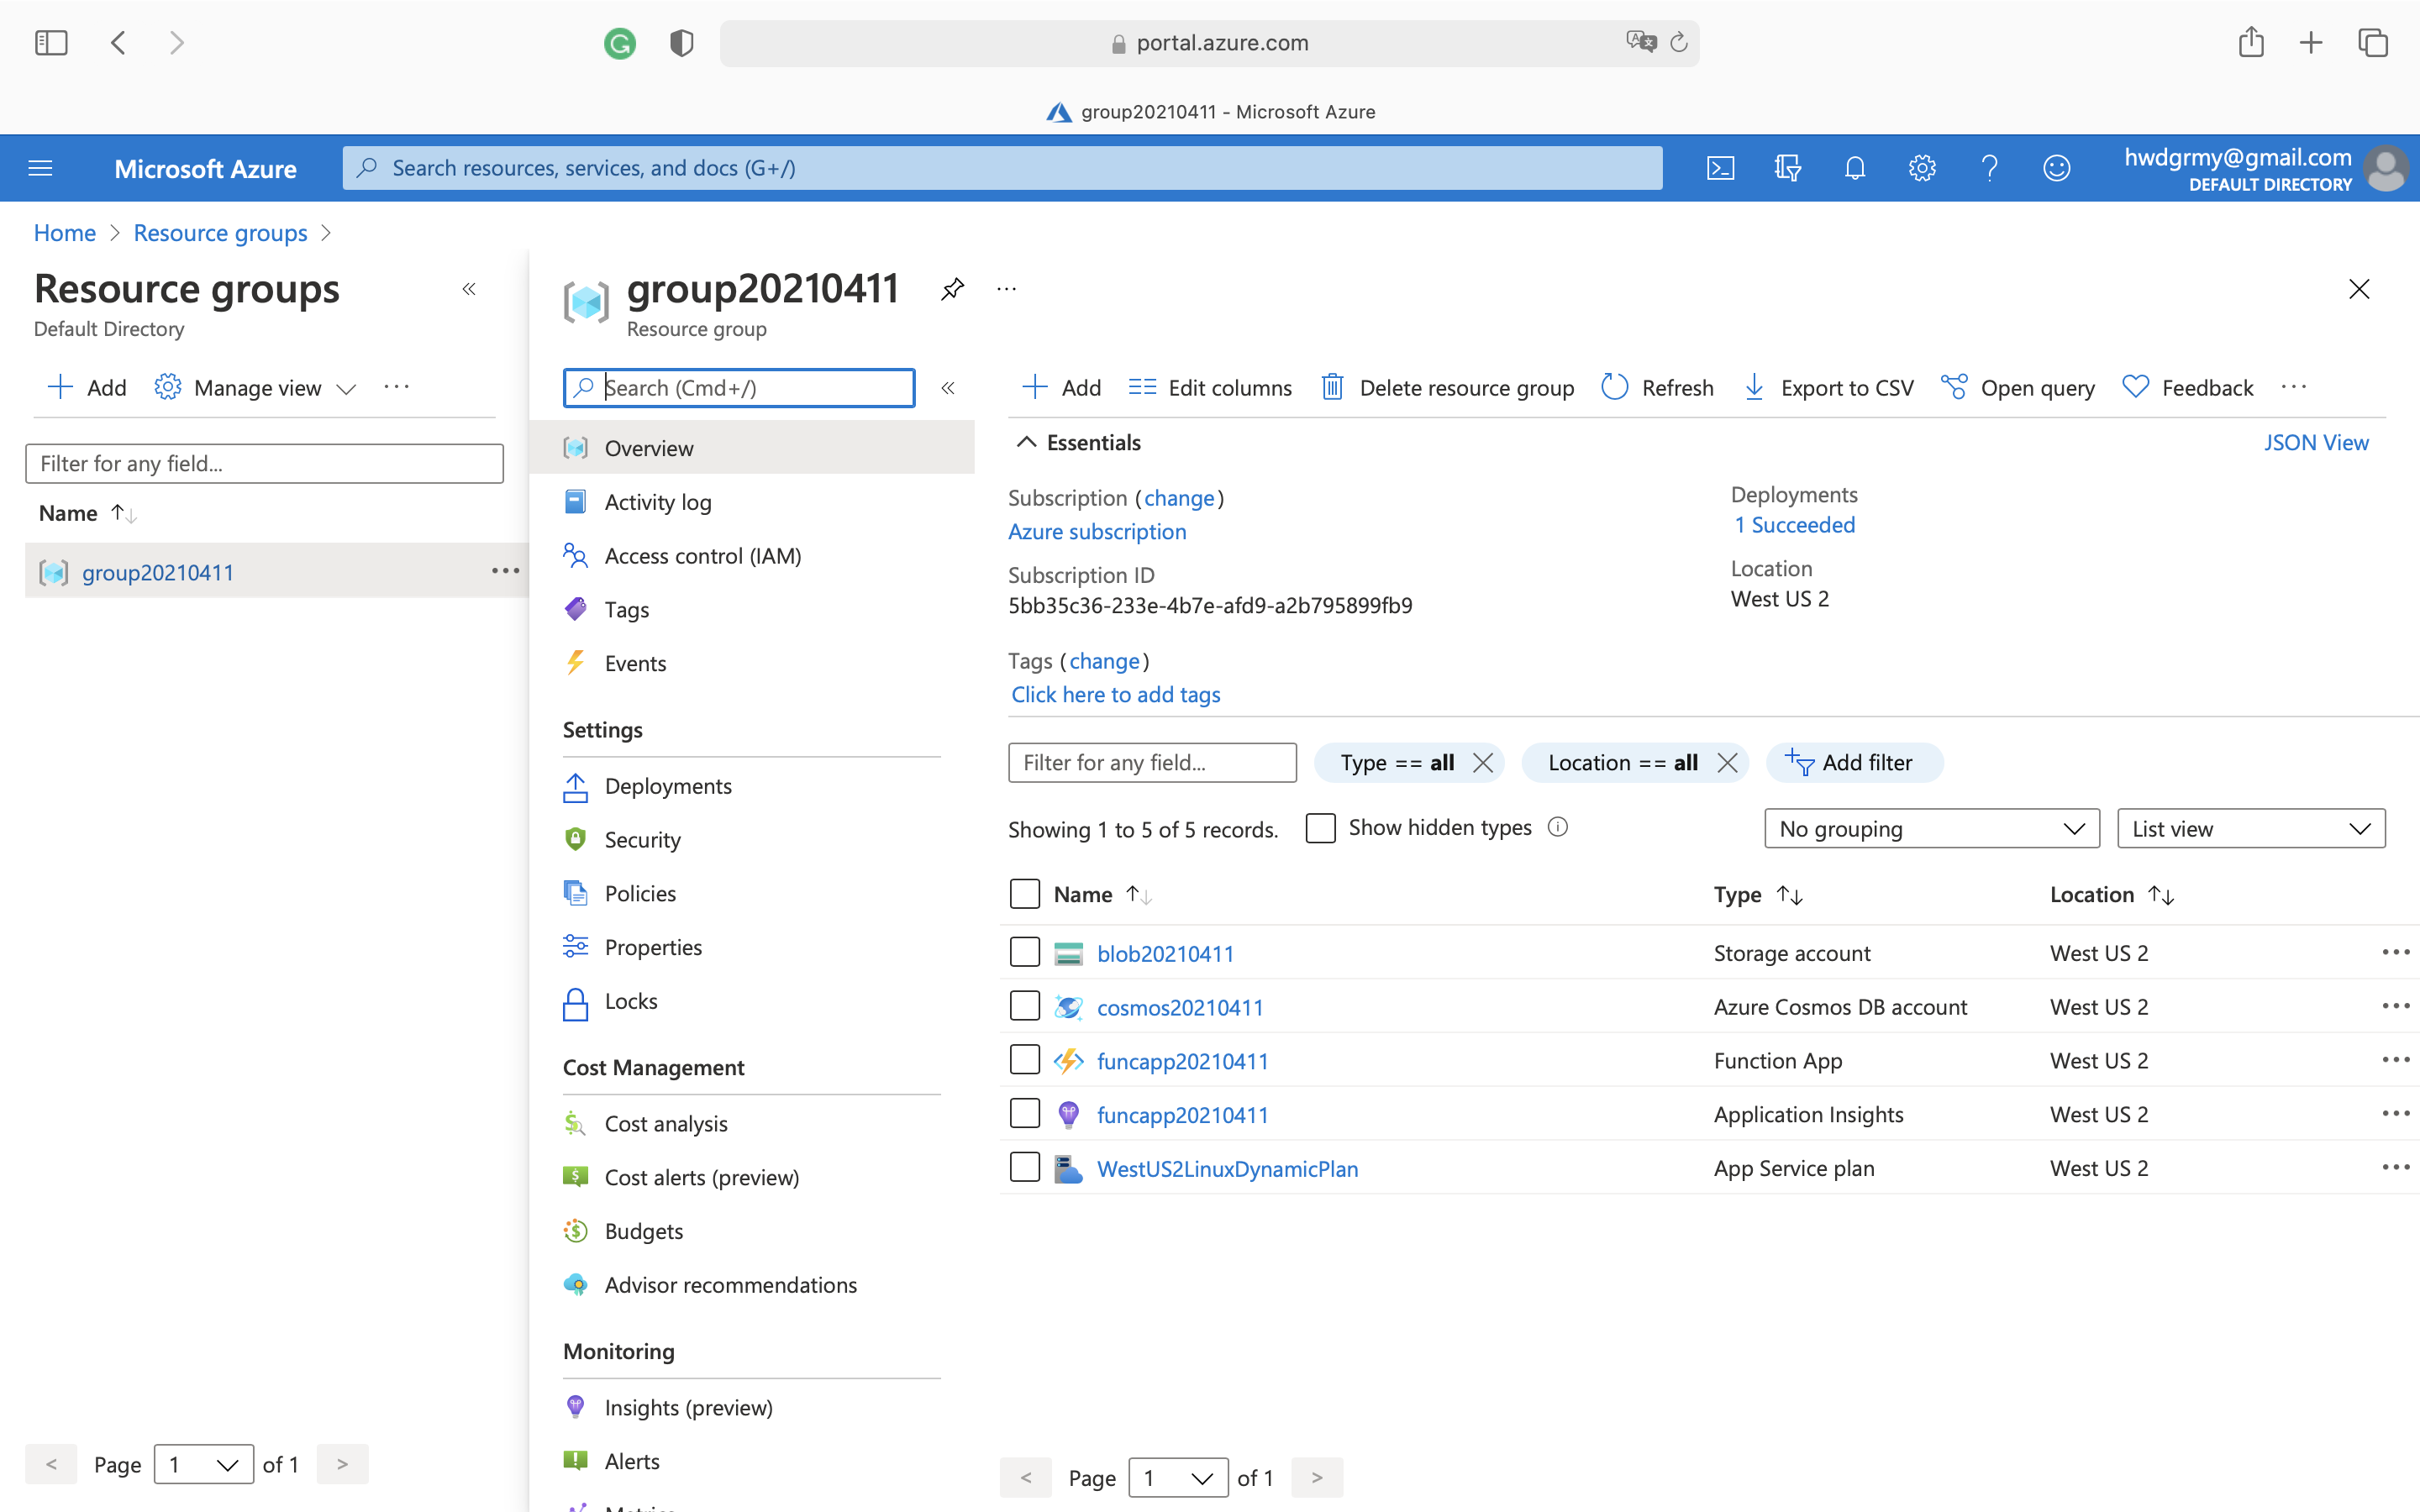 portal.azure.com
group20210411 - Microsoft Azure
Microsoft Azure
Search resources, services, and docs (G+/)
hwdgrmy@gmail.com
DEFAULT DIRECTORY
Home > Resource groups >
Resource groups
Default Directory
Add
Manage view
Filter for any field...
Name
group20210411
Page 1 of 1
group20210411
Resource group
Search (Cmd+/)
Overview
Activity log
Access control (IAM)
Tags
Events
Settings
Deployments
Security
Policies
Properties
Locks
Cost Management
Cost analysis
Cost alerts (preview)
Budgets
Advisor recommendations
Monitoring
Insights (preview)
Alerts
Add
Edit columns
Delete resource group
Refresh
Export to CSV
Open query
Feedback
Essentials
JSON View
Subscription (change)
Azure subscription
Subscription ID
5bb35c36-233e-4b7e-afd9-a2b795899fb9
Tags (change)
Click here to add tags
Deployments
1 Succeeded
Location
West US 2
Filter for any field...
Type == all
Location == all
Add filter
Showing 1 to 5 of 5 records.
Show hidden types
No grouping
List view
Name Type Location
blob20210411 Storage account West US 2
cosmos20210411 Azure Cosmos DB account West US 2
funcapp20210411 Function App West US 2
funcapp20210411 Application Insights West US 2
WestUS2LinuxDynamicPlan App Service plan West US 2
< Page 1 of 1 >